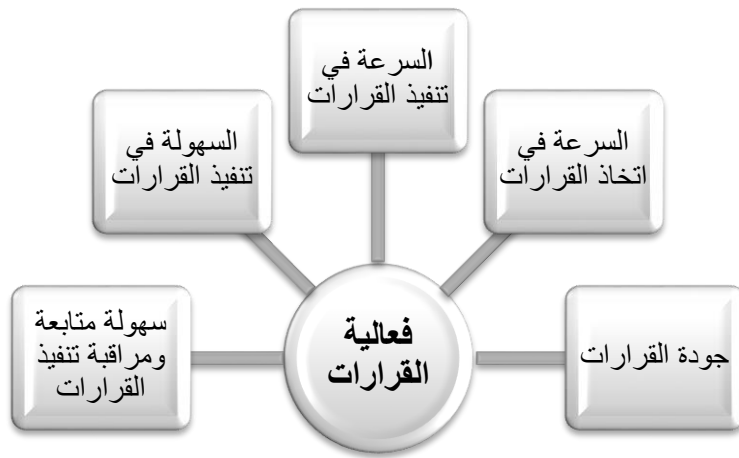 السرعة في
تنفيذ القرارات
السهولة في
تنفيذ القرارات
السرعة في
اتخاذ القرارات
سهولة متابعة
ومراقبة تنفيذ
القرارات
فعالية
القرارات
جودة القرارات